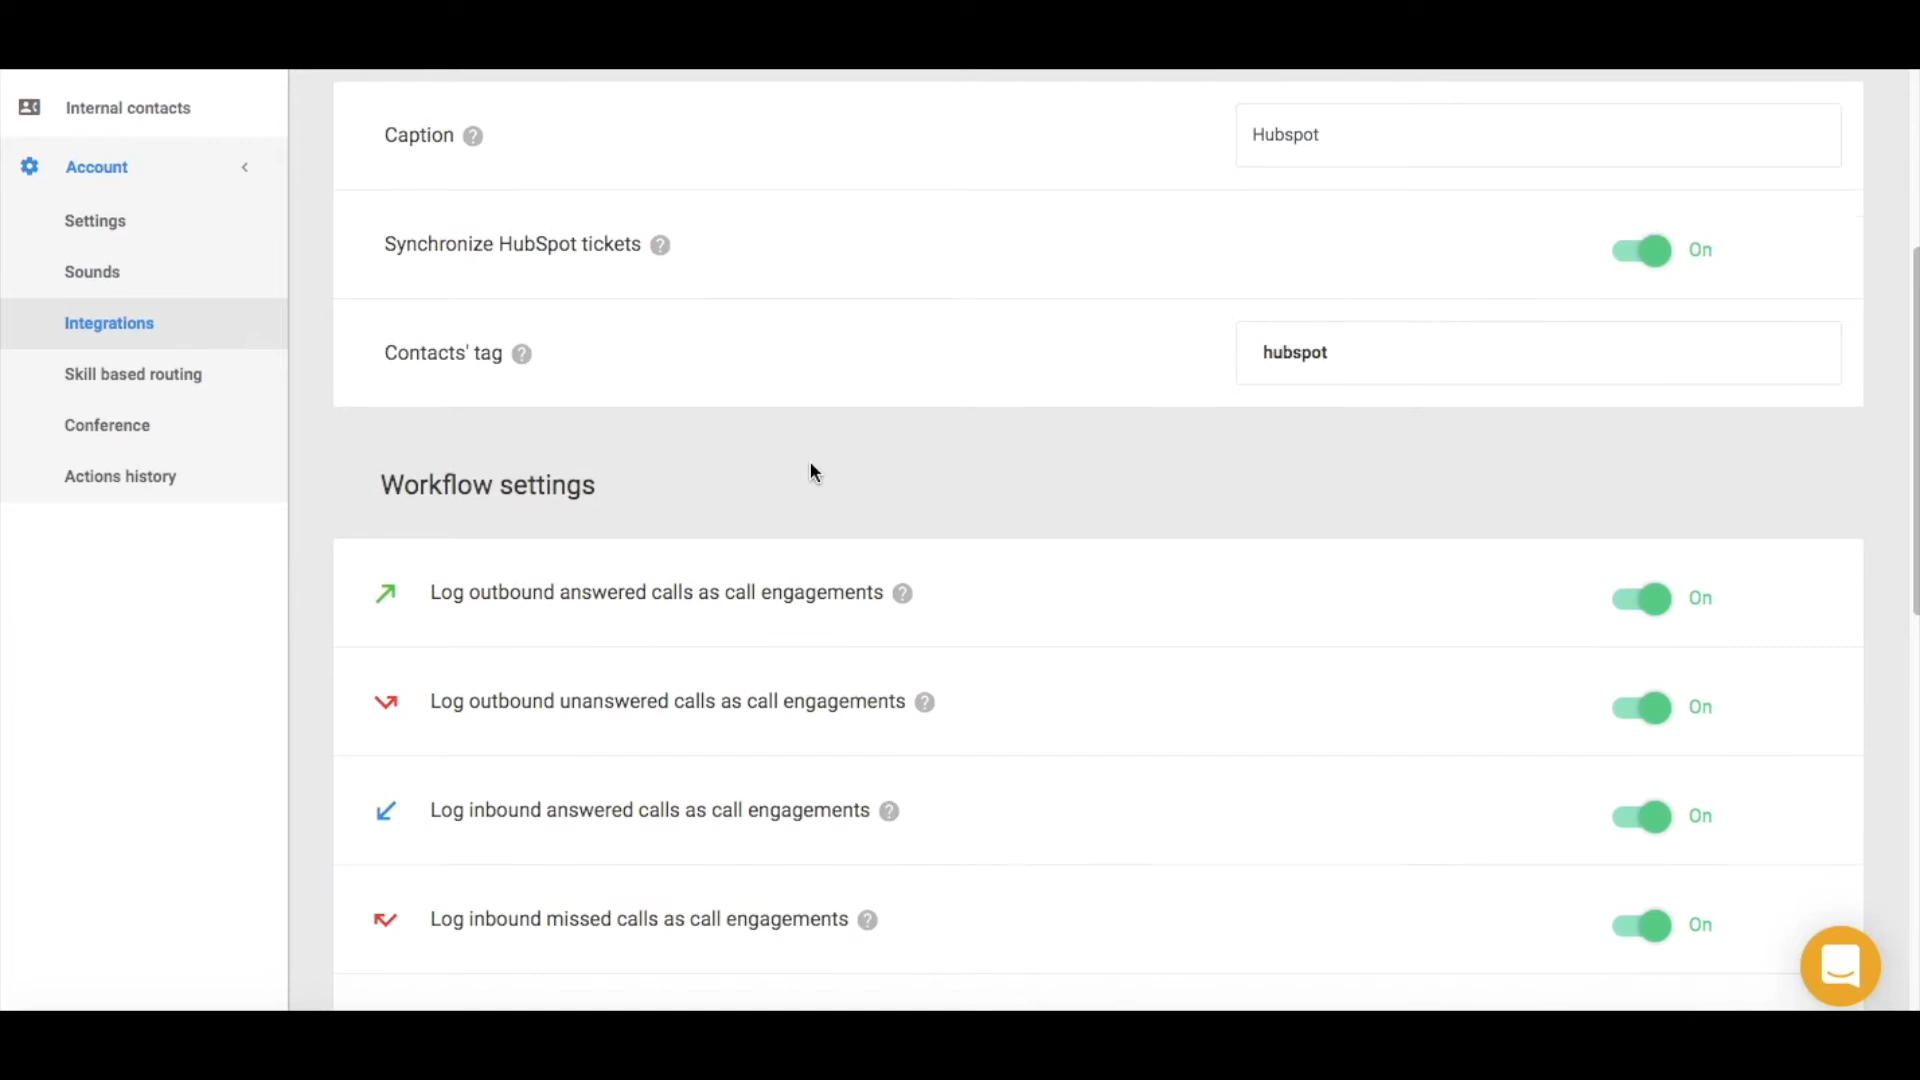 Internal contacts
Account
Settings
Sounds
Integrations
Skill based routing
Conference
Actions history
Caption ?
Hubspot
Synchronize HubSpot tickets ?
On
Contacts' tag ?
hubspot
Workflow settings
Log outbound answered calls as call engagements ?
On
Log outbound unanswered calls as call engagements ?
On
Log inbound answered calls as call engagements ?
On
Log inbound missed calls as call engagements ?
On